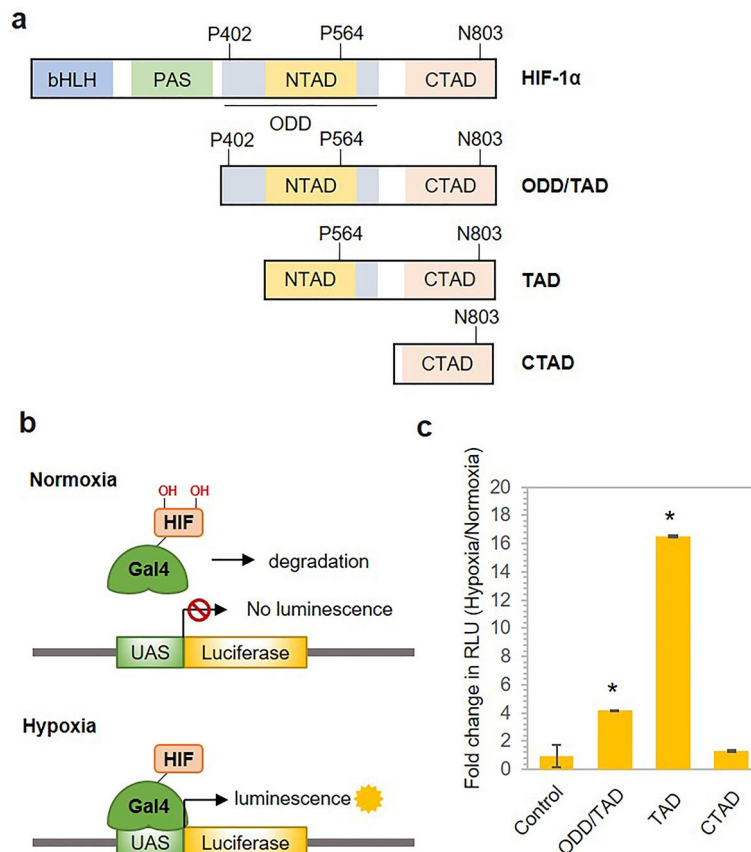 a
P402 P564 N803
bHLH PAS NTAD CTAD HIF-1α
ODD
P402 P564 N803
NTAD CTAD ODD/TAD
P564 N803
NTAD CTAD TAD
N803
CTAD CTAD
b
Normoxia
OH OH
HIF
Gal4
degradation
No luminescence
UAS Luciferase
Hypoxia
HIF
Gal4
luminescence
UAS Luciferase
c
Fold change in RLU (Hypoxia/Normoxia)
20
18
16
14
12
10
8
6
4
2
0
*
*
Control ODD/TAD TAD CTAD